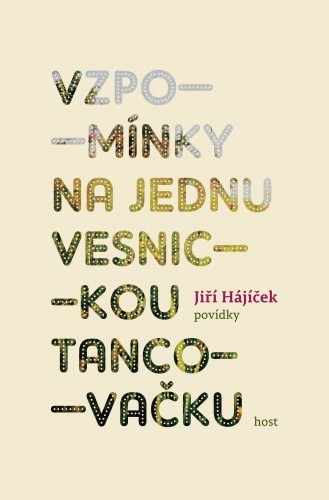 VZPO—
—MÍNKY
NA JEDNU
VESNIC—
—KOU
Jiří Hájíček
povídky
TANCO—
—VAČKU
host